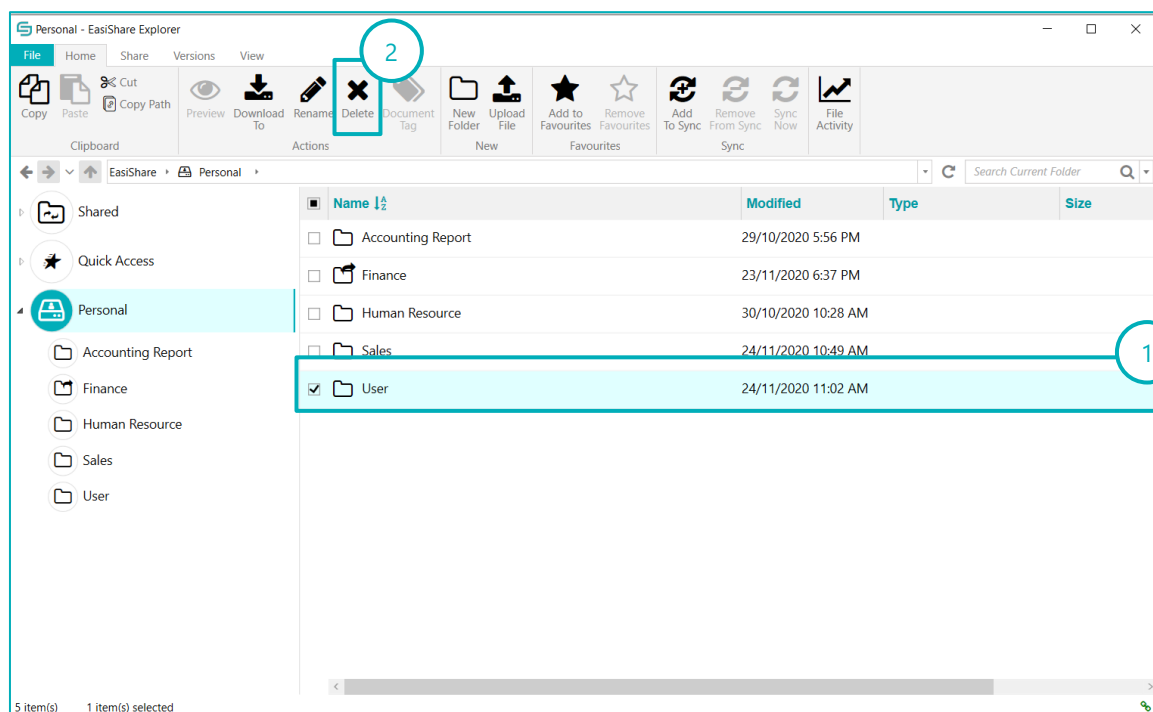 Personal - EasiShare Explorer
File Home Share Versions View
2
Cut
Copy Path
Copy Paste Preview Download To Rename Delete Document Tag New Folder Upload File Add to Favourites Remove Favourites Add To Sync Remove From Sync Sync Now File Activity
Clipboard Actions New Favourites Sync
EasiShare Personal Search Current Folder
Shared
Quick Access
Personal
Accounting Report
Finance
Human Resource
Sales
User
Name Modified Type Size
Accounting Report 29/10/2020 5:56 PM
Finance 23/11/2020 6:37 PM
Human Resource 30/10/2020 10:28 AM
Sales 24/11/2020 10:49 AM
1
User 24/11/2020 11:02 AM
5 item(s) 1 item(s) selected